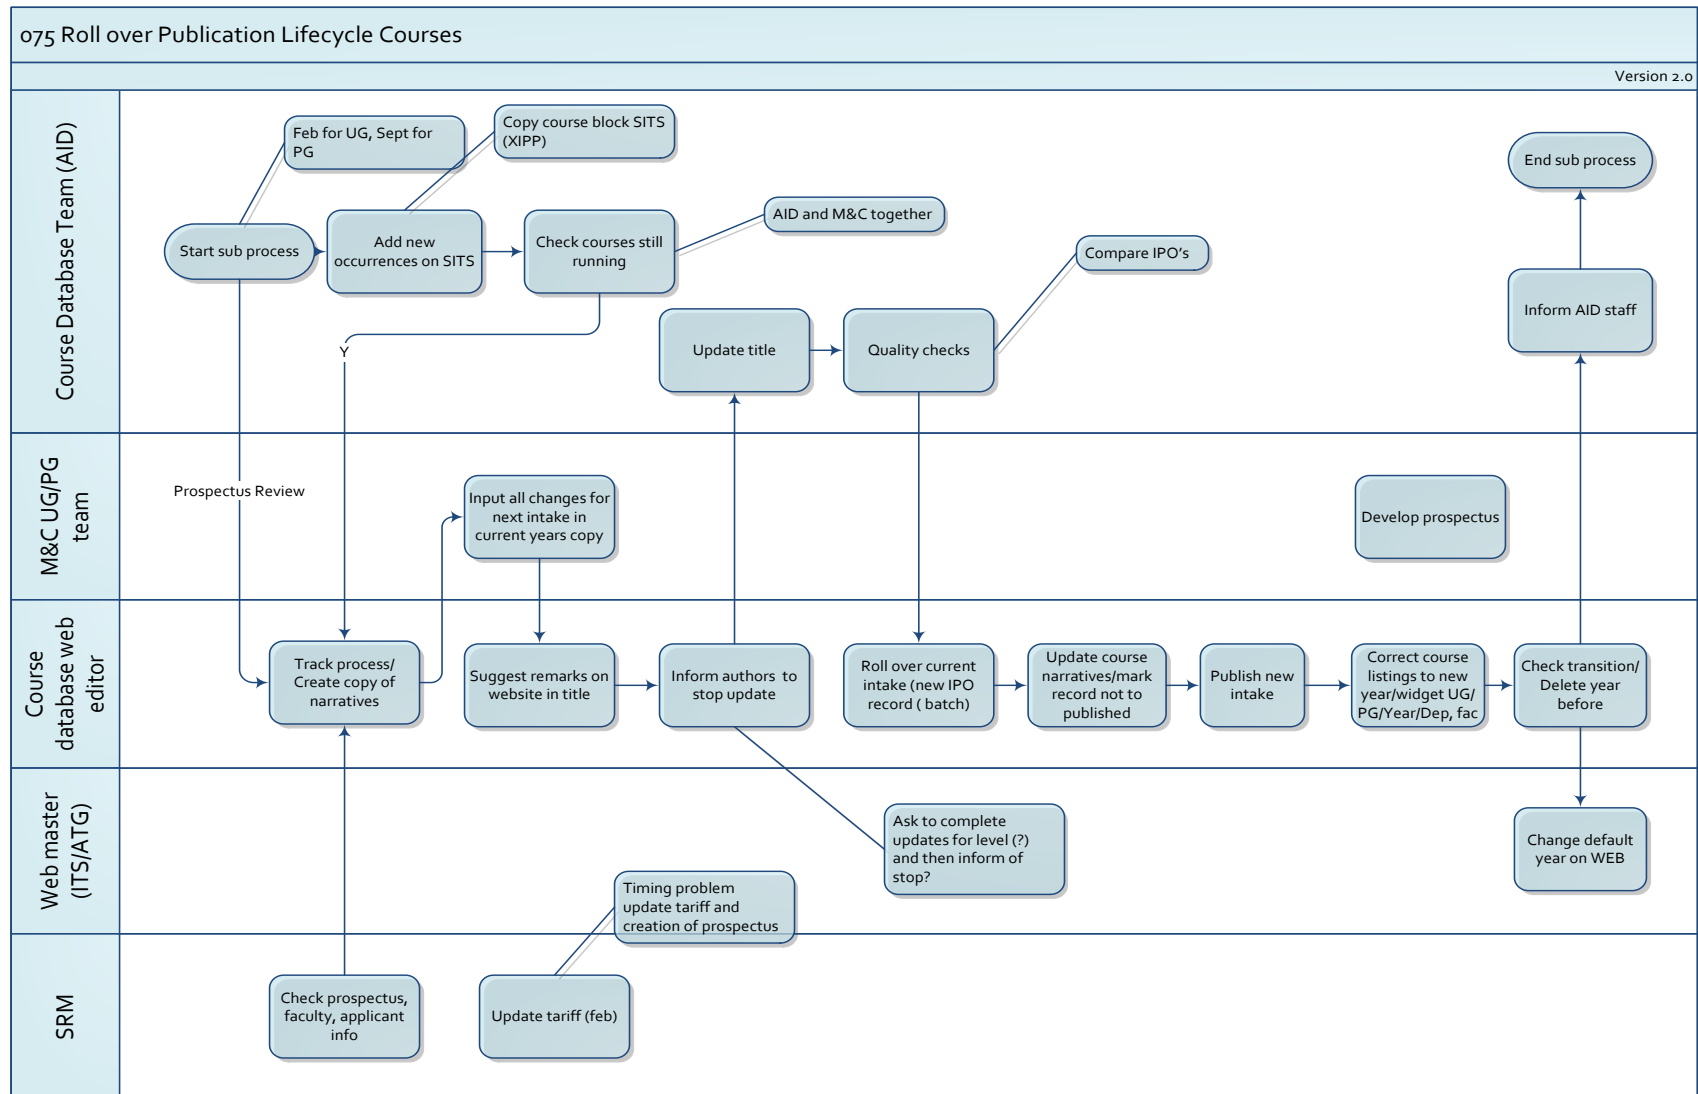 075 Roll over Publication Lifecycle Courses
Version 2.0
Course Database Team (AID)
Feb for UG, Sept for
PG
Copy course block SITS
(XIPP)
Start sub process
Add new
occurrences on SITS
Check courses still
running
AID and M&C together
Compare IPO's
End sub process
Inform AID staff
Update title
Quality checks
Y
M&C UG/PG
team
Prospectus Review
Input all changes for
next intake in
current years copy
Develop prospectus
Course
database web
editor
Track process/
Create copy of
narratives
Suggest remarks on
website in title
Inform authors to
stop update
Roll over current
intake (new IPO
record ( batch)
Update course
narratives/mark
record not to
published
Publish new
intake
Correct course
listings to new
year/widget UG/
PG/Year/Dep, fac
Check transition/
Delete year
before
Web master
(ITS/ATG)
Ask to complete
updates for level (?)
and then inform of
stop?
Change default
year on WEB
Timing problem
update tariff and
creation of prospectus
SRM
Check prospectus,
faculty, applicant
info
Update tariff (feb)